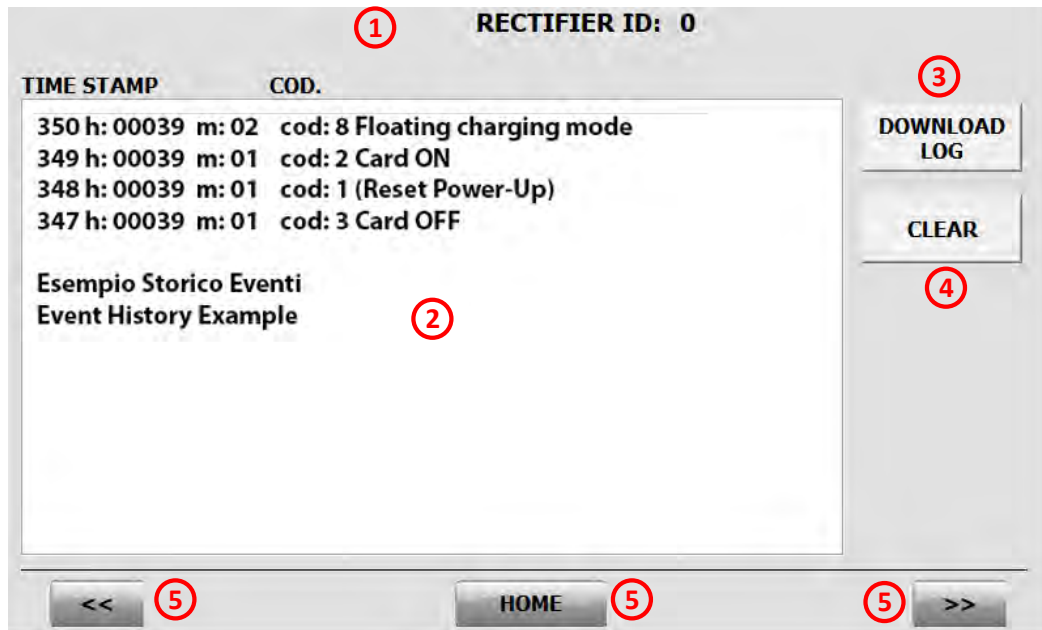 1 RECTIFIER ID: 0
3
TIME STAMP COD.
350 h: 00039 m: 02 cod: 8 Floating charging mode
349 h: 00039 m: 01 cod: 2 Card ON
348 h: 00039 m: 01 cod: 1 (Reset Power-Up)
347 h: 00039 m: 01 cod: 3 Card OFF
Esempio Storico Eventi
Event History Example
2
DOWNLOAD
LOG
CLEAR
4
<< 5 HOME 5 5 >>